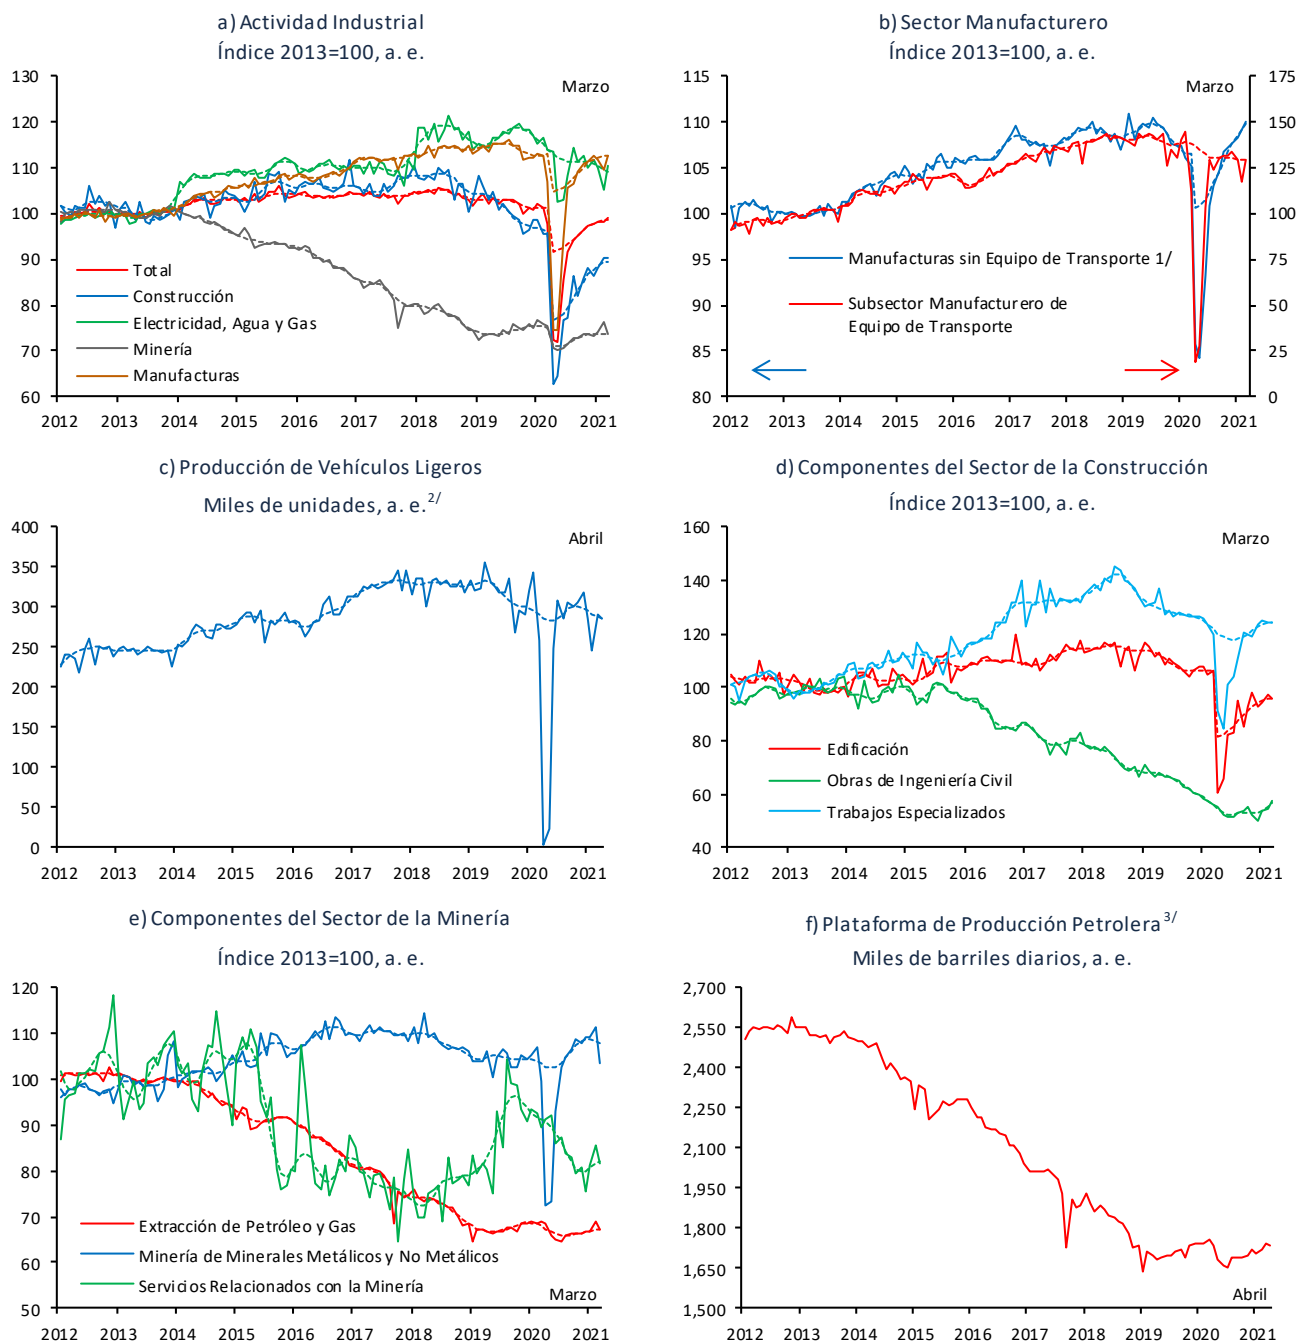 a) Actividad Industrial
Índice 2013=100, a. e.
130
120
110
100
90
80
70
60
Marzo
Total
Construcción
Electricidad, Agua y Gas
Minería
Manufacturas
2012 2013 2014 2015 2016 2017 2018 2019 2020 2021
b) Sector Manufacturero
Índice 2013=100, a. e.
115
110
105
100
95
90
85
80
Marzo
175
150
125
100
75
50
25
0
Manufacturas sin Equipo de Transporte 1/
Subsector Manufacturero de
Equipo de Transporte
2012 2013 2014 2015 2016 2017 2018 2019 2020 2021
c) Producción de Vehículos Ligeros
Miles de unidades, a. e.2/
400
350
300
250
200
150
100
50
0
Abril
2012 2013 2014 2015 2016 2017 2018 2019 2020 2021
d) Componentes del Sector de la Construcción
Índice 2013=100, a. e.
160
140
120
100
80
60
40
Marzo
Edificación
Obras de Ingeniería Civil
Trabajos Especializados
2012 2013 2014 2015 2016 2017 2018 2019 2020 2021
e) Componentes del Sector de la Minería
Índice 2013=100, a. e.
120
110
100
90
80
70
60
50
Extracción de Petróleo y Gas
Minería de Minerales Metálicos y No Metálicos
Servicios Relacionados con la Minería
Marzo
2012 2013 2014 2015 2016 2017 2018 2019 2020 2021
f) Plataforma de Producción Petrolera3/
Miles de barriles diarios, a. e.
2,700
2,550
2,400
2,250
2,100
1,950
1,800
1,650
1,500
Abril
2012 2013 2014 2015 2016 2017 2018 2019 2020 2021